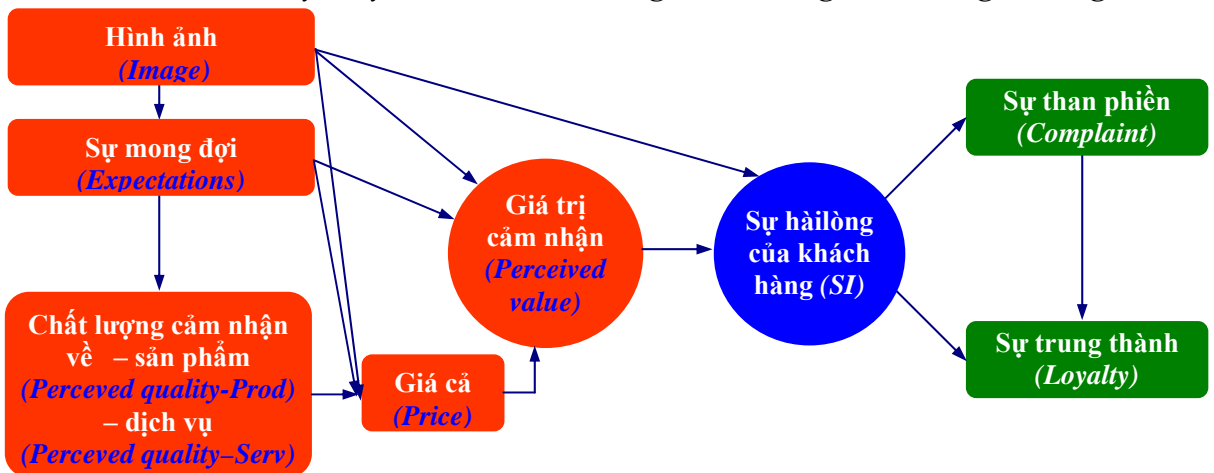 Hình ảnh
(Image)
Sự mong đợi
(Expectations)
Chất lượng cảm nhận
về – sản phẩm
(Perceved quality-Prod)
– dịch vụ
(Perceved quality–Serv)
Giá cả
(Price)
Giá trị
cảm nhận
(Perceived
value)
Sự hàilòng
của khách
hàng (SI)
Sự than phiền
(Complaint)
Sự trung thành
(Loyalty)